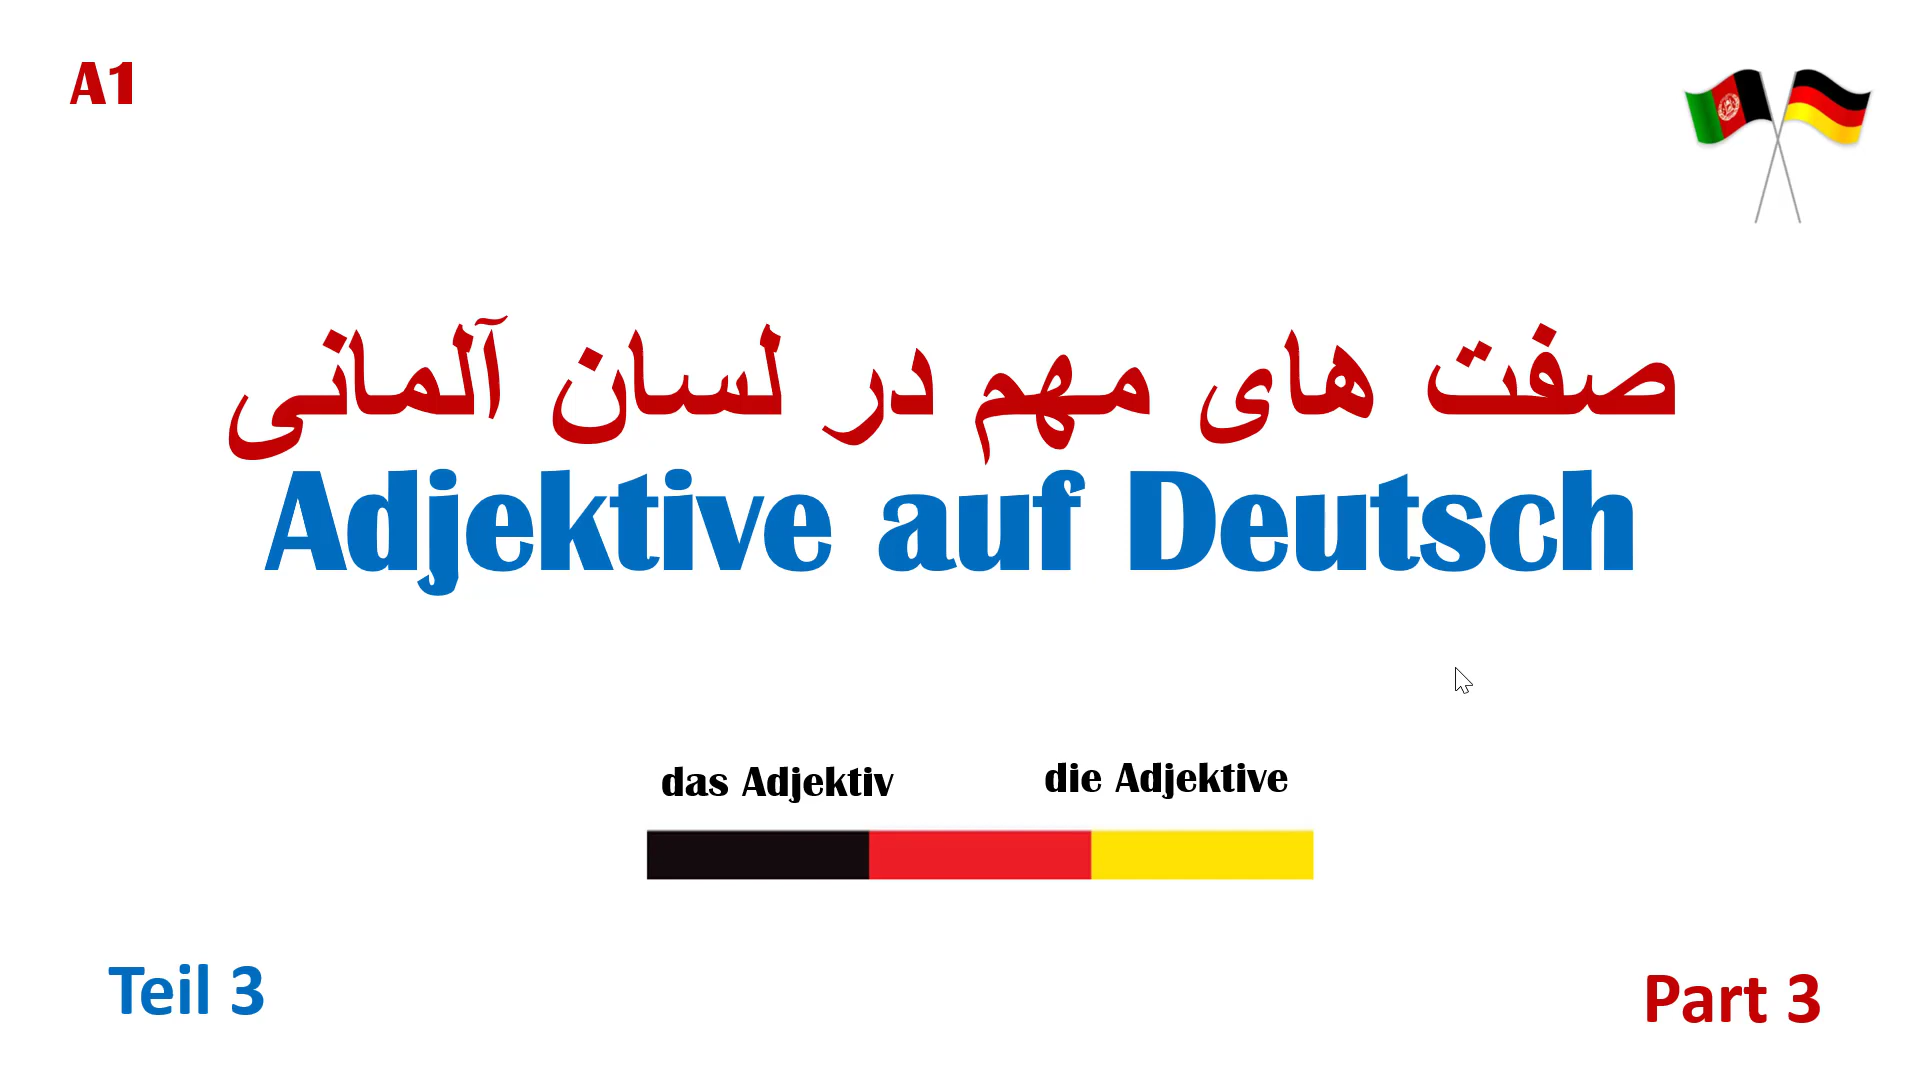 A1
صفت های مهم در لسان آلمانی
Adjektive auf Deutsch
das Adjektiv
die Adjektive
Teil 3
Part 3